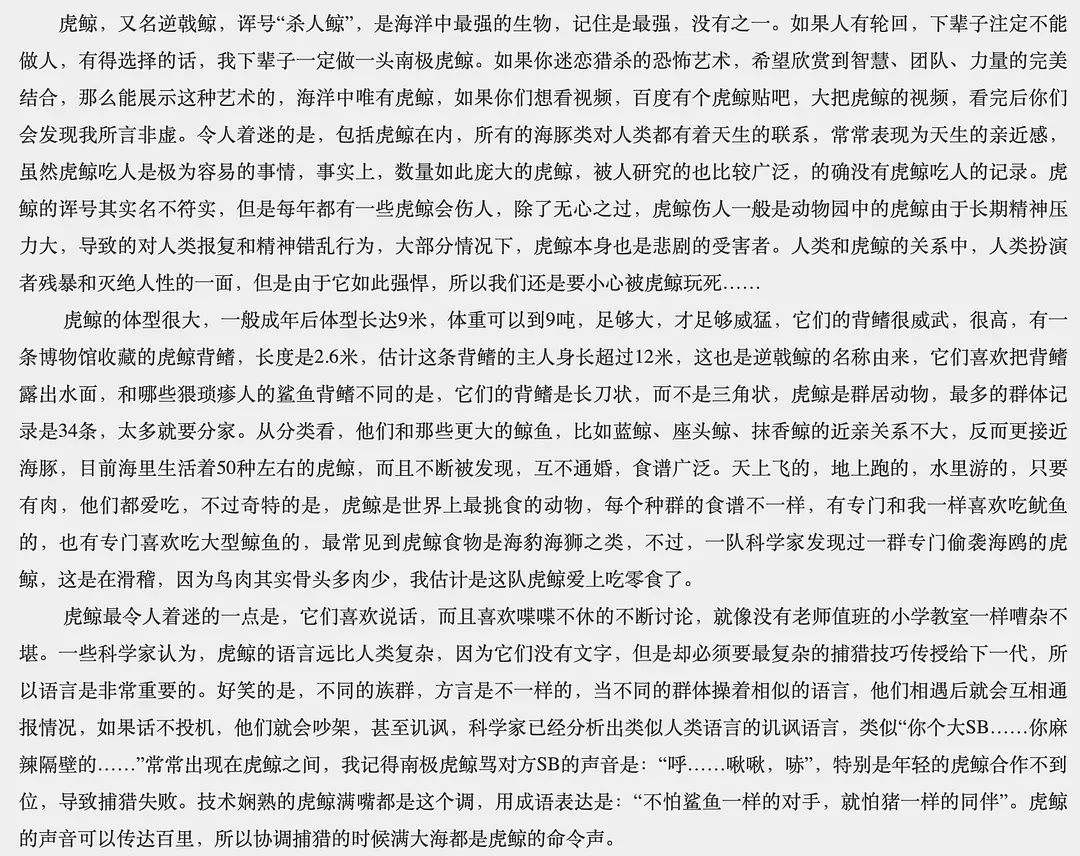 虎鲸，又名逆戟鲸，诨号“杀人鲸”，是海洋中最强的生物，记住是最强，没有之一。如果人有轮回，下辈子注定不能
做人，有得选择的话，我下辈子一定做一头南极虎鲸。如果你迷恋猎杀的恐怖艺术，希望欣赏到智慧、团队、力量的完美
结合，那么能展示这种艺术的，海洋中唯有虎鲸，如果你们想看视频，百度有个虎鲸贴吧，大把虎鲸的视频，看完后你们
会发现我所言非虚。令人着迷的是，包括虎鲸在内，所有的海豚类对人类都有着天生的联系，常常表现为天生的亲近感，
虽然虎鲸吃人是极为容易的事情，事实上，数量如此庞大的虎鲸，被人研究的也比较广泛，的确没有虎鲸吃人的记录。虎
鲸的诨号其实名不符实，但是每年都有一些虎鲸会伤人，除了无心之过，虎鲸伤人一般是动物园中的虎鲸由于长期精神压
力大，导致的对人类报复和精神错乱行为，大部分情况下，虎鲸本身也是悲剧的受害者。人类和虎鲸的关系中，人类扮演
者残暴和灭绝人性的一面，但是由于它如此强悍，所以我们还是要小心被虎鲸玩死……
虎鲸的体型很大，一般成年后体型长达9米，体重可以到9吨，足够大，才足够威猛，它们的背鳍很威武，很高，有一
条博物馆收藏的虎鲸背鳍，长度是2.6米，估计这条背鳍的主人身长超过12米，这也是逆戟鲸的名称由来，它们喜欢把背鳍
露出水面，和哪些猥琐瘆人的鲨鱼背鳍不同的是，它们的背鳍是长刀状，而不是三角状，虎鲸是群居动物，最多的群体记
录是34条，太多就要分家。从分类看，他们和那些更大的鲸鱼，比如蓝鲸、座头鲸、抹香鲸的近亲关系不大，反而更接近
海豚，目前海里生活着50种左右的虎鲸，而且不断被发现，互不通婚，食谱广泛。天上飞的，地上跑的，水里游的，只要
有肉，他们都爱吃，不过奇特的是，虎鲸是世界上最挑食的动物，每个种群的食谱不一样，有专门和我一样喜欢吃鱿鱼
的，也有专门喜欢吃大型鲸鱼的，最常见到虎鲸食物是海豹海狮之类，不过，一队科学家发现过一群专门偷袭海鸥的虎
鲸，这是在滑稽，因为鸟肉其实骨头多肉少，我估计是这队虎鲸爱上吃零食了。
虎鲸最令人着迷的一点是，它们喜欢说话，而且喜欢喋喋不休的不断讨论，就像没有老师值班的小学教室一样嘈杂不
堪。一些科学家认为，虎鲸的语言远比人类复杂，因为它们没有文字，但是却必须要最复杂的捕猎技巧传授给下一代，所
以语言是非常重要的。好笑的是，不同的族群，方言是不一样的，当不同的群体操着相似的语言，他们相遇后就会互相通
报情况，如果话不投机，他们就会吵架，甚至讥讽，科学家已经分析出类似人类语言的讥讽语言，类似“你个大SB……你麻
辣隔壁的……”常常出现在虎鲸之间，我记得南极虎鲸骂对方SB的声音是：“呼……啾啾，哧”，特别是年轻的虎鲸合作不到
位，导致捕猎失败。技术娴熟的虎鲸满嘴都是这个调，用成语表达是：“不怕鲨鱼一样的对手，就怕猪一样的同伴”。虎鲸
的声音可以传达百里，所以协调捕猎的时候满大海都是虎鲸的命令声。